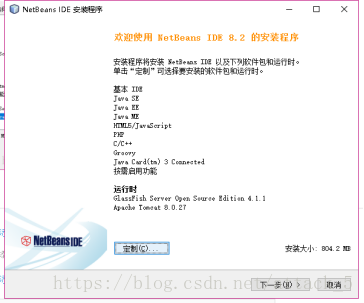 NetBeans IDE 安装程序
欢迎使用 NetBeans IDE 8.2 的安装程序
安装程序将安装 NetBeans IDE 以及下列软件包和运行时。
单击“定制”可选择要安装的软件包和运行时。
基本 IDE
Java SE
Java EE
Java ME
HTML5/JavaScript
PHP
C/C++
Groovy
Java Card(tm) 3 Connected
按需启用功能
运行时
GlassFish Server Open Source Edition 4.1.1
Apache Tomcat 8.0.27
NetBeans IDE
定制(C)...
安装大小: 804.2 MB
下一步(N) >
取消